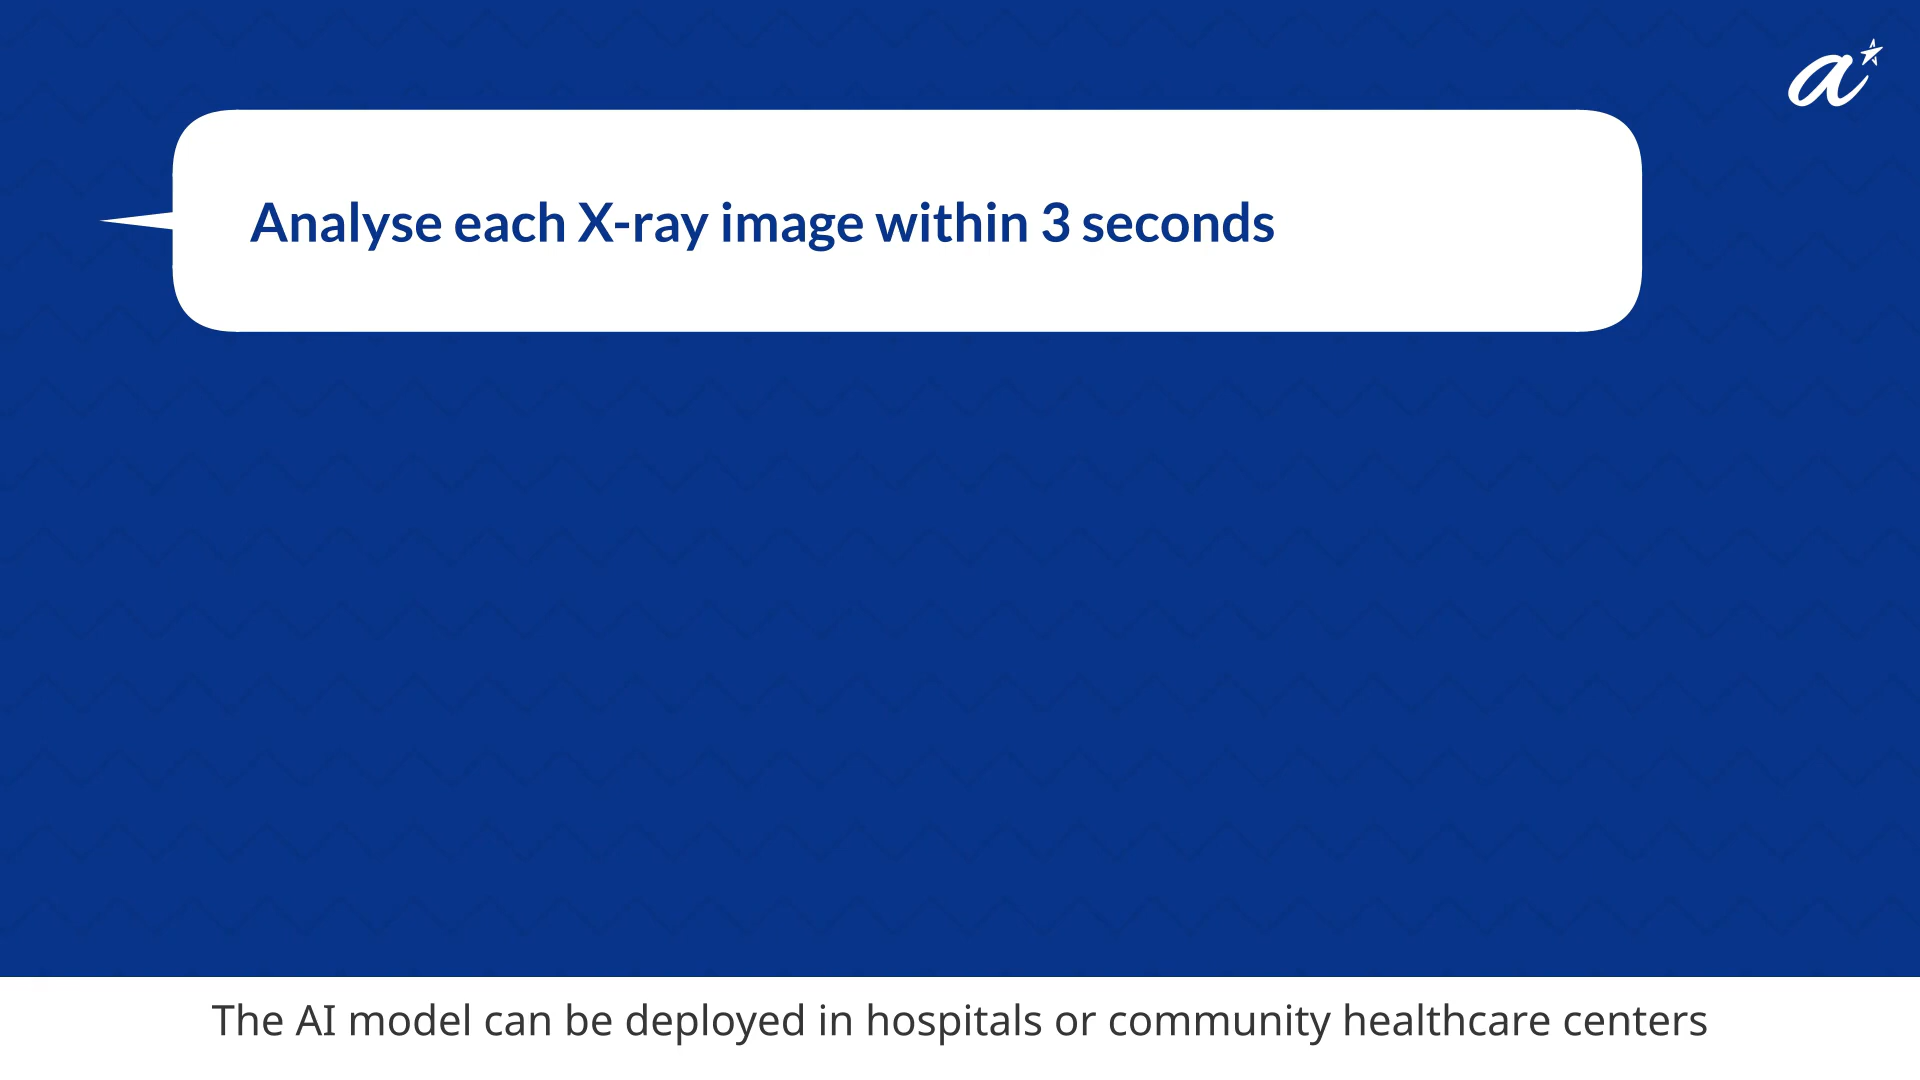 Analyse each X-ray image within 3 seconds
The AI model can be deployed in hospitals or community healthcare centers